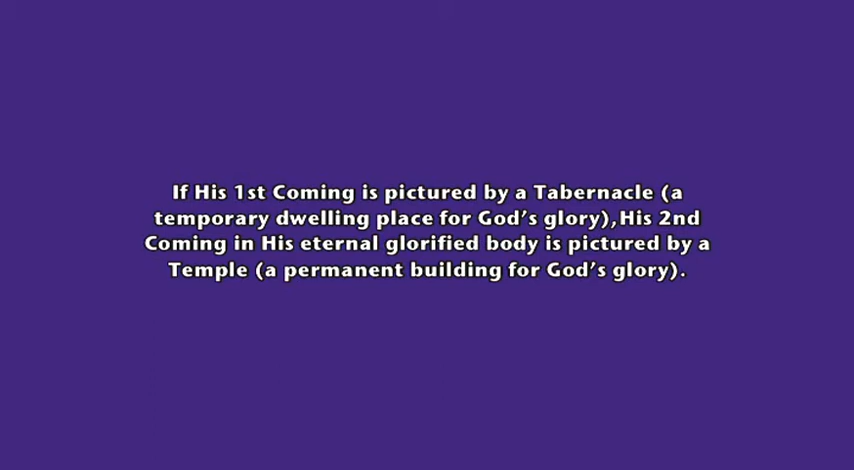 If His 1st Coming is pictured by a Tabernacle (a
temporary dwelling place for God's glory),His 2nd
Coming in His eternal glorified body is pictured by a
Temple (a permanent building for God's glory).